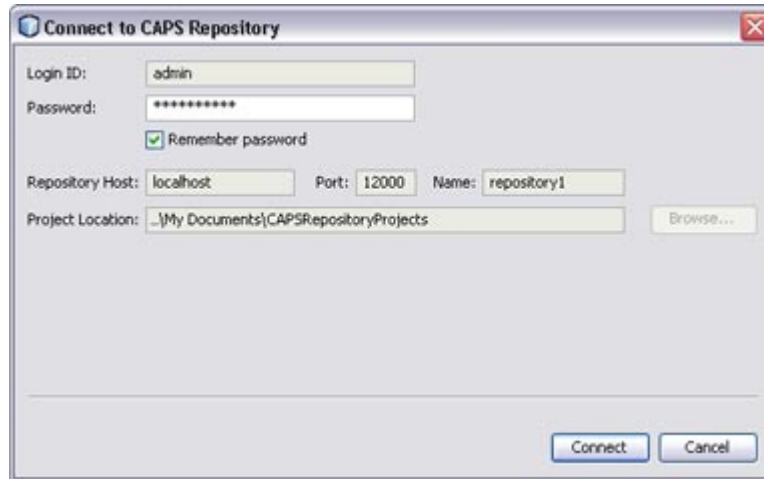 Connect to CAPS Repository
Login ID: admin
Password: **********
Remember password
Repository Host: localhost Port: 12000 Name: repository1
Project Location: ..\My Documents\CAPSRepositoryProjects Browse...
Connect Cancel